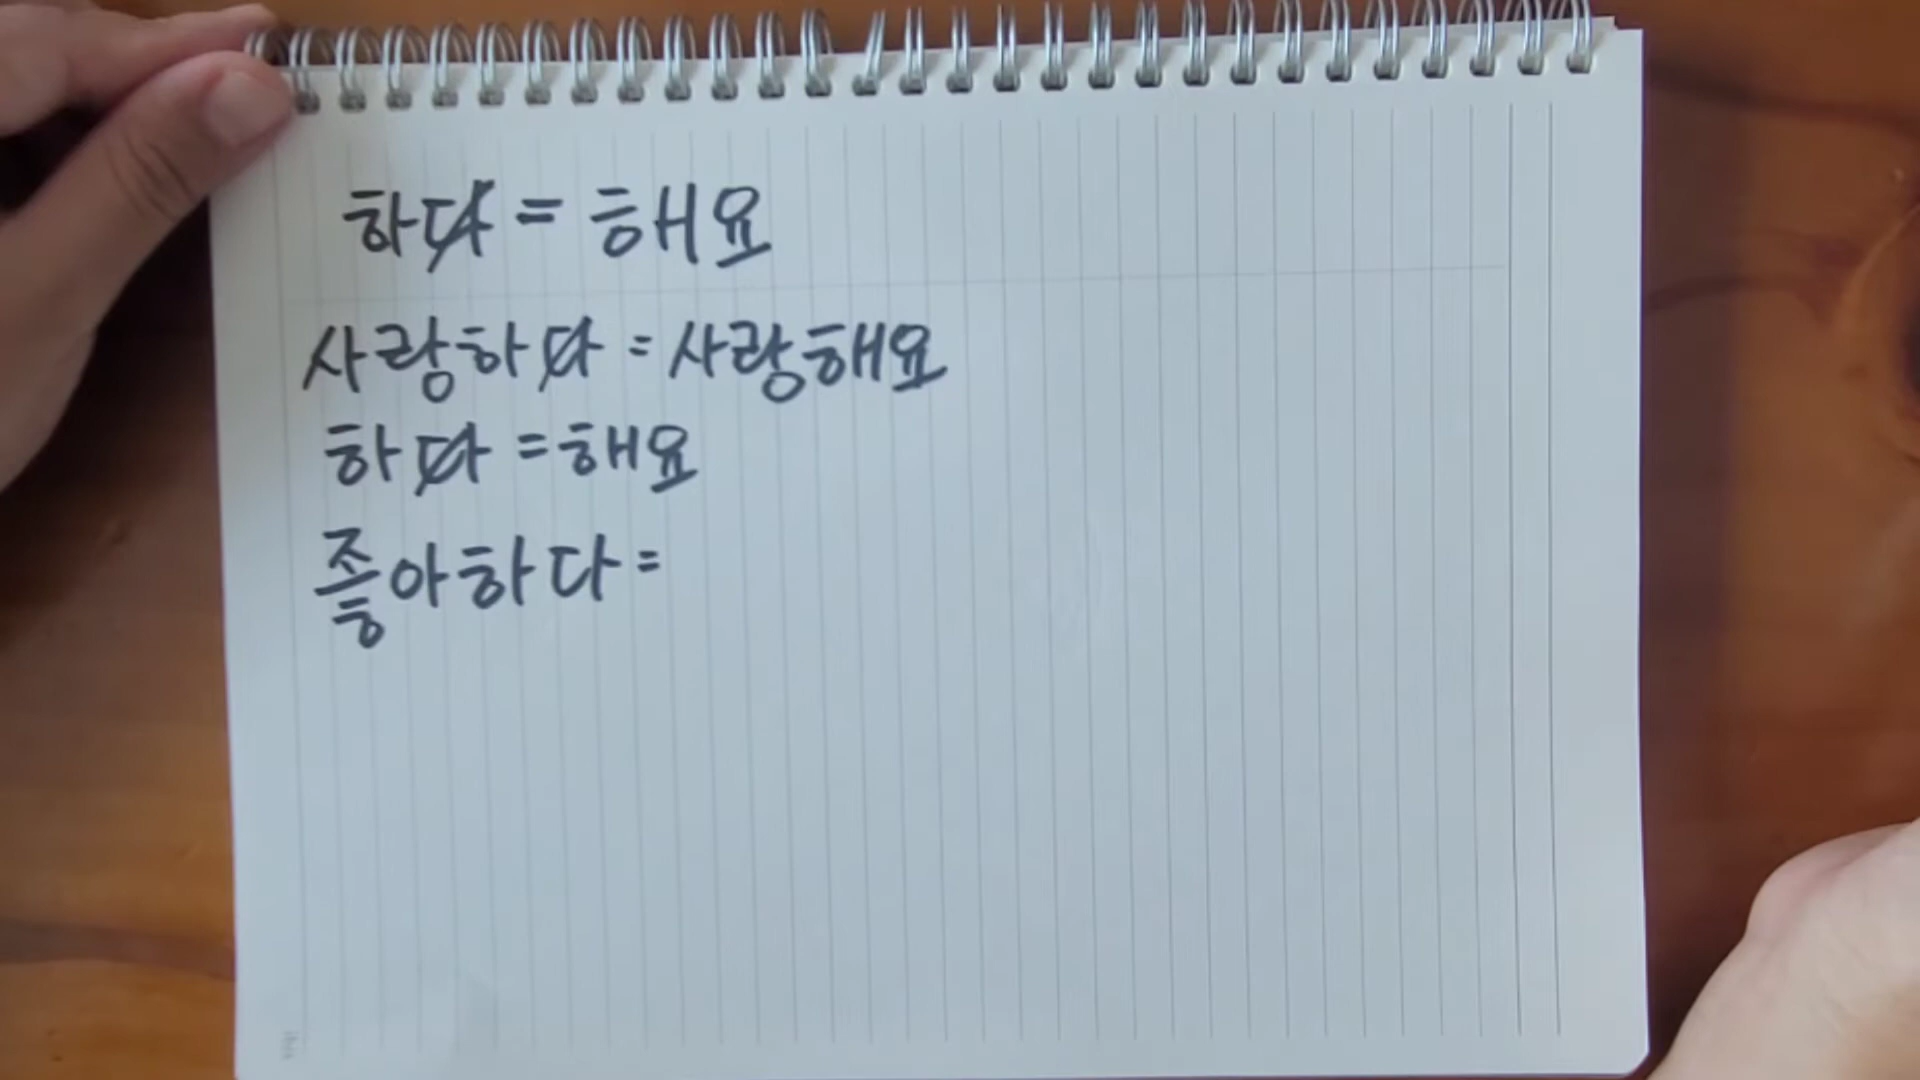 하다 = 해요
사랑하다 = 사랑해요
하다 = 해요
좋아하다 =